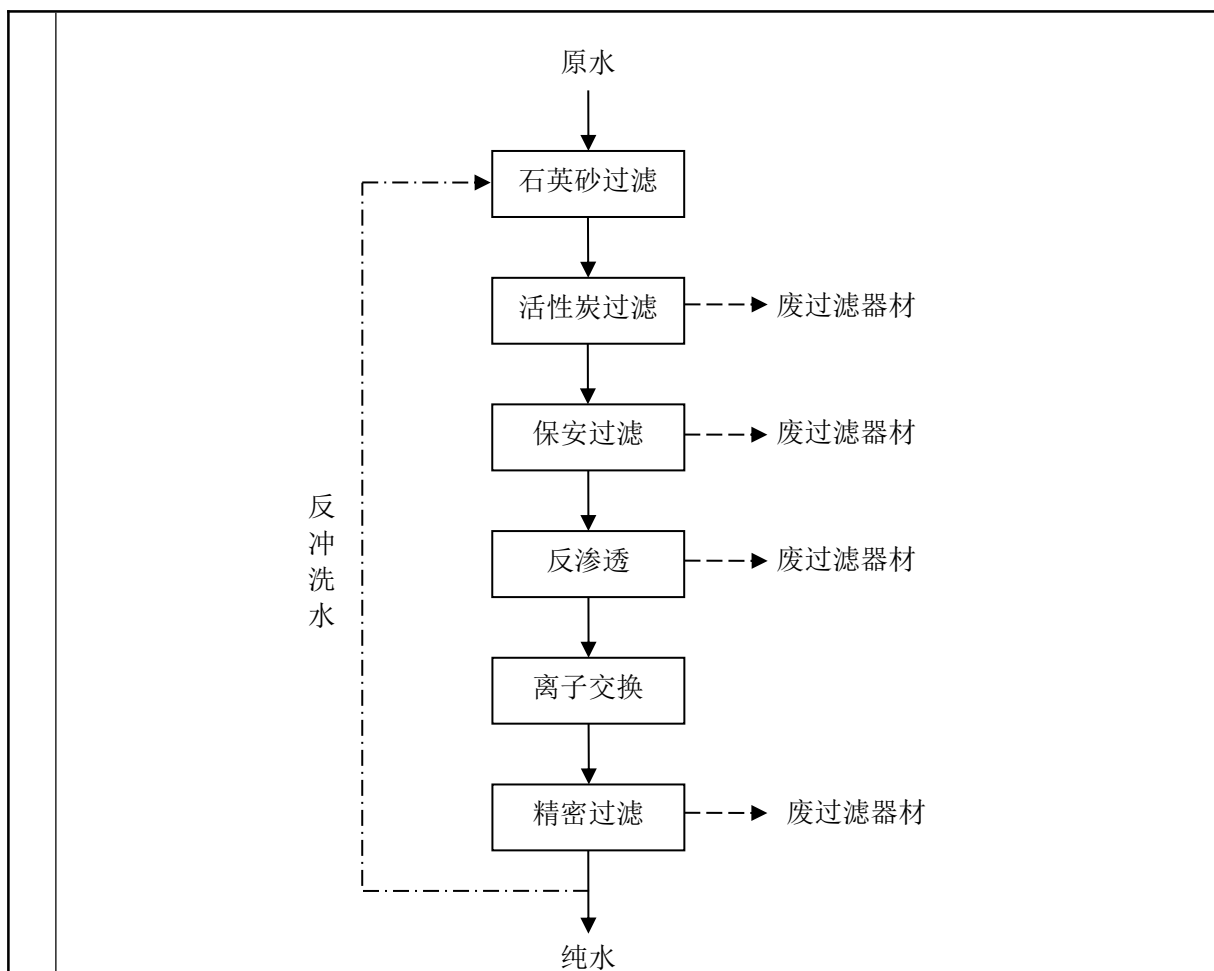 原水
石英砂过滤
活性炭过滤
废过滤器材
保安过滤
废过滤器材
反冲洗水
反渗透
废过滤器材
离子交换
精密过滤
废过滤器材
纯水